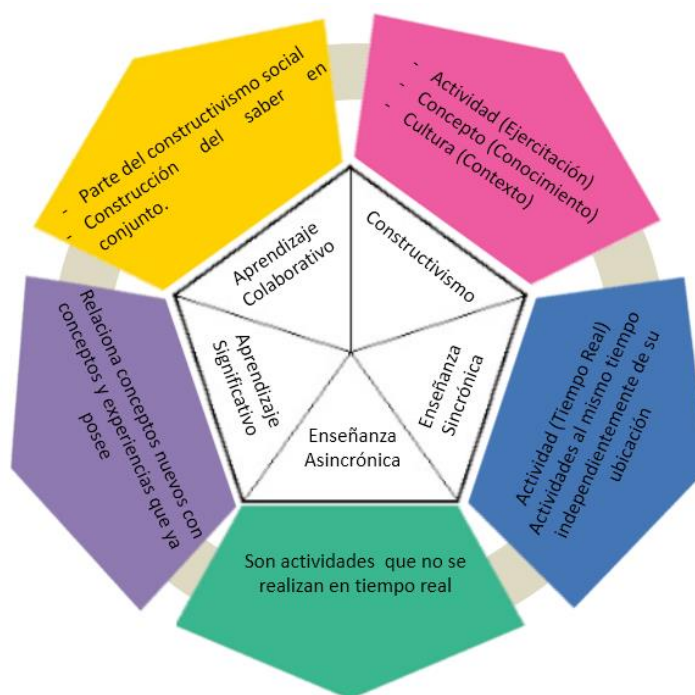 - Parte del constructivismo social
- Construcción del saber en
conjunto.
- Actividad (Ejercitación)
- Concepto (Conocimiento)
- Cultura (Contexto)
Aprendizaje
Colaborativo
Constructivismo
Relaciona conceptos nuevos con
conceptos y experiencias que ya
posee
Aprendizaje
Significativo
Enseñanza
Sincrónica
Actividad (Tiempo Real)
Actividades al mismo tiempo
independientemente de su
ubicación
Enseñanza
Asincrónica
Son actividades que no se
realizan en tiempo real